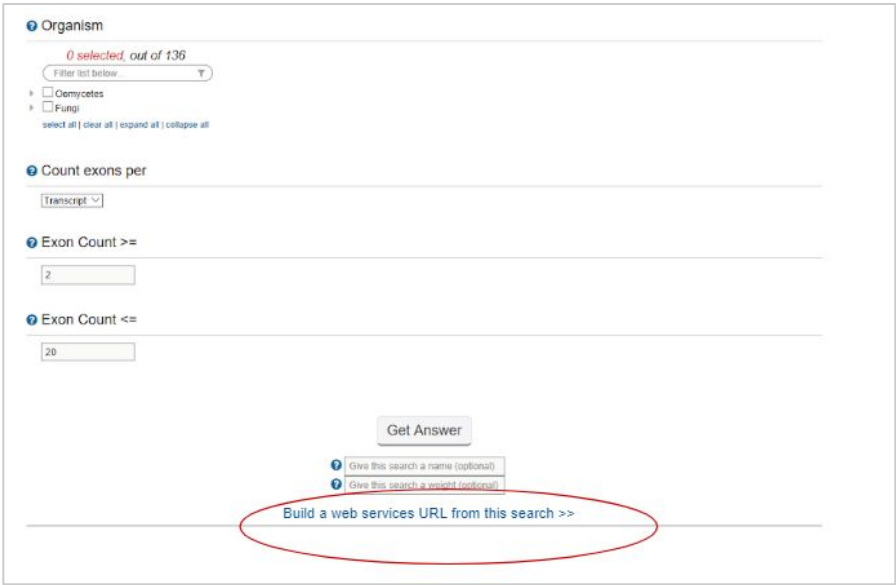 Organism
0 selected, out of 136
Filter list below...
Oomycetes
Fungi
select all | clear all | expand all | collapse all
Count exons per
Transcript
Exon Count >=
2
Exon Count <=
20
Get Answer
Give this search a name (optional)
Give this search a weight (optional)
Build a web services URL from this search >>